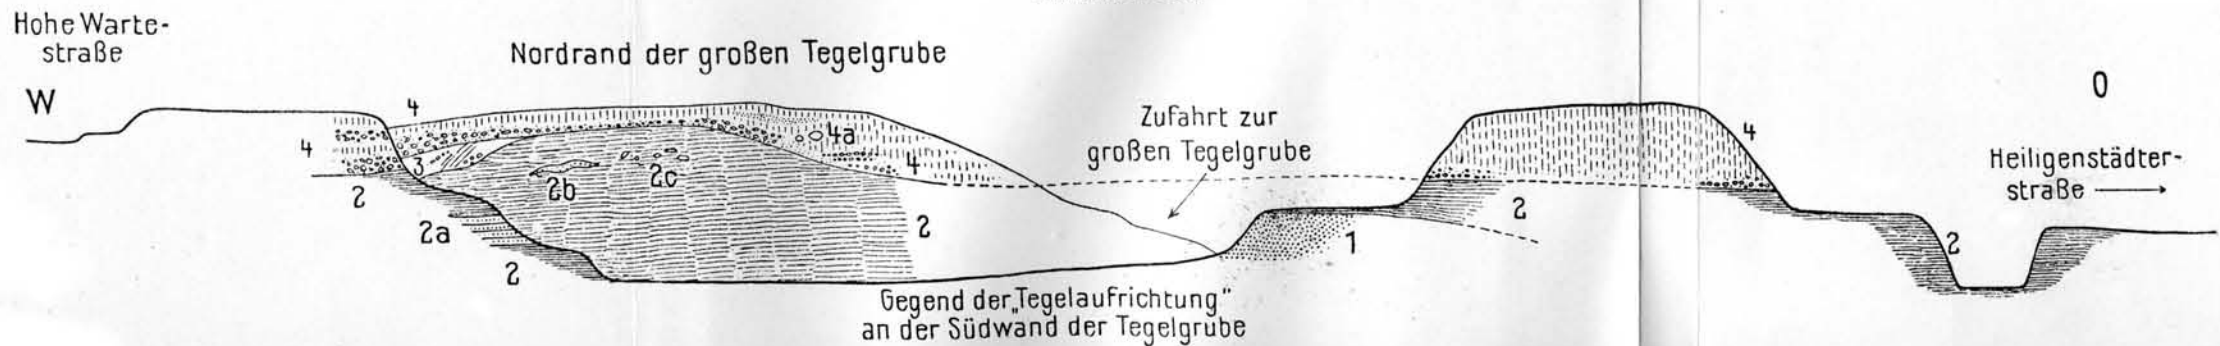 Hohe Warte-
straße
W
Nordrand der großen Tegelgrube
Zufahrt zur
großen Tegelgrube
O
Heiligenstädter-
straße
4
4
3
2
2a
2
2b
2c
4a
4
2
1
2
4
2
Gegend der „Tegelaufrichtung"
an der Südwand der Tegelgrube